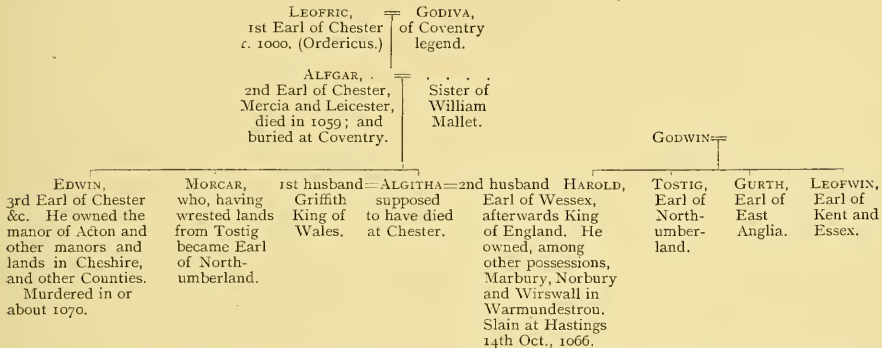 LEOFRIC, = GODIVA,
1st Earl of Chester of Coventry
c. 1000. (Ordericus.) legend.
ALFGAR, . = . . . .
2nd Earl of Chester, Sister of
Mercia and Leicester, William
died in 1059; and Mallet.
buried at Coventry.
GODWIN=
EDWIN,
3rd Earl of Chester
&c. He owned the
manor of Acton and
other manors and
lands in Cheshire,
and other Counties.
Murdered in or
about 1070.
MORCAR,
who, having
wrested lands
from Tostig
became Earl
of North-
umberland.
1st husband=ALGITHA=2nd husband HAROLD,
Griffith
King of
Wales.
supposed
to have died
at Chester.
Earl of Wessex,
afterwards King
of England. He
owned, among
other possessions,
Marbury, Norbury
and Wirswall in
Warmundestrou.
Slain at Hastings
14th Oct., 1066.
TOSTIG,
Earl of
North-
umber-
land.
GURTH,
Earl of
East
Anglia.
LEOFWIN,
Earl of
Kent and
Essex.